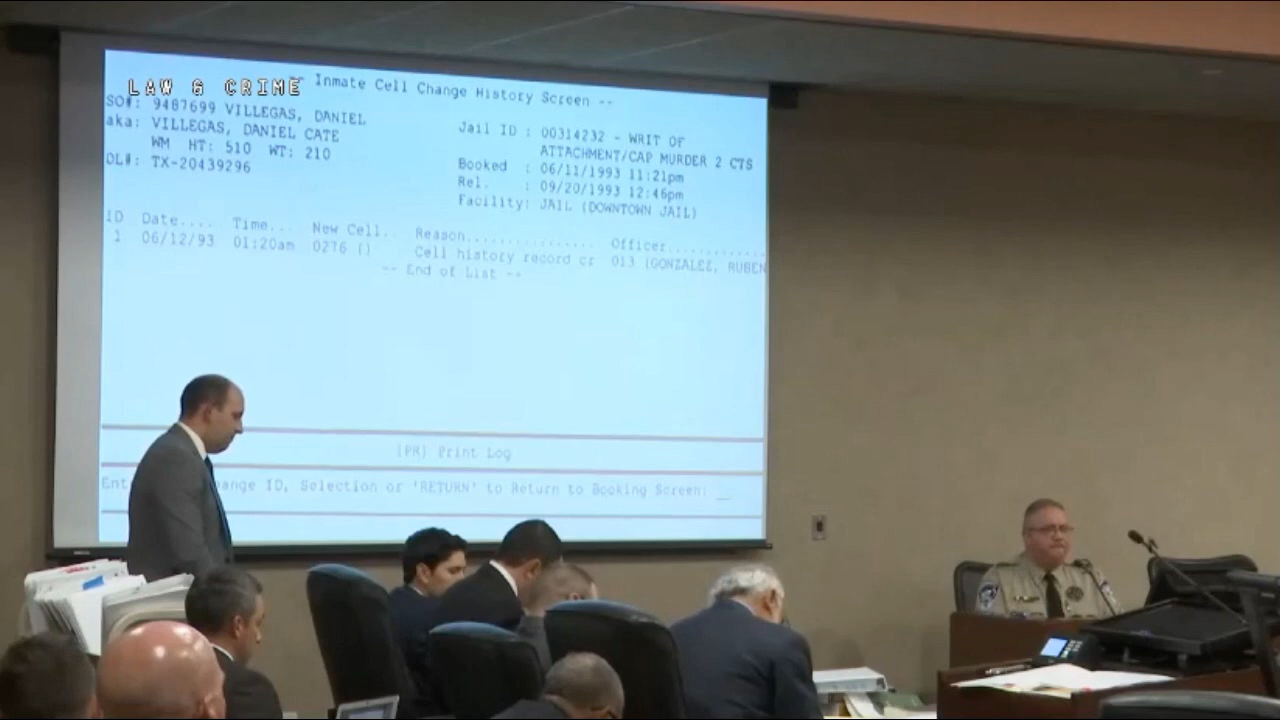 LAW & CRIME
Inmate Cell Change History Screen --
SO#: 9487699 VILLEGAS, DANIEL
aka: VILLEGAS, DANIEL CATE
WM HT: 510 WT: 210
OL#: TX-20439296
Jail ID : 00314232 - WRIT OF
ATTACHMENT/CAP MURDER 2 CTS
Booked : 06/11/1993 11:21pm
Rel. : 09/20/1993 12:46pm
Facility: JAIL (DOWNTOWN JAIL)
ID Date.... Time... New Cell.. Reason................ Officer.............
1 06/12/93 01:20am 0276 () Cell history record cr 013 (GONZALEZ, RUBEN
-- End of List --
(PR) Print Log
Ent ange ID, Selection or 'RETURN' to Return to Booking Screen: __